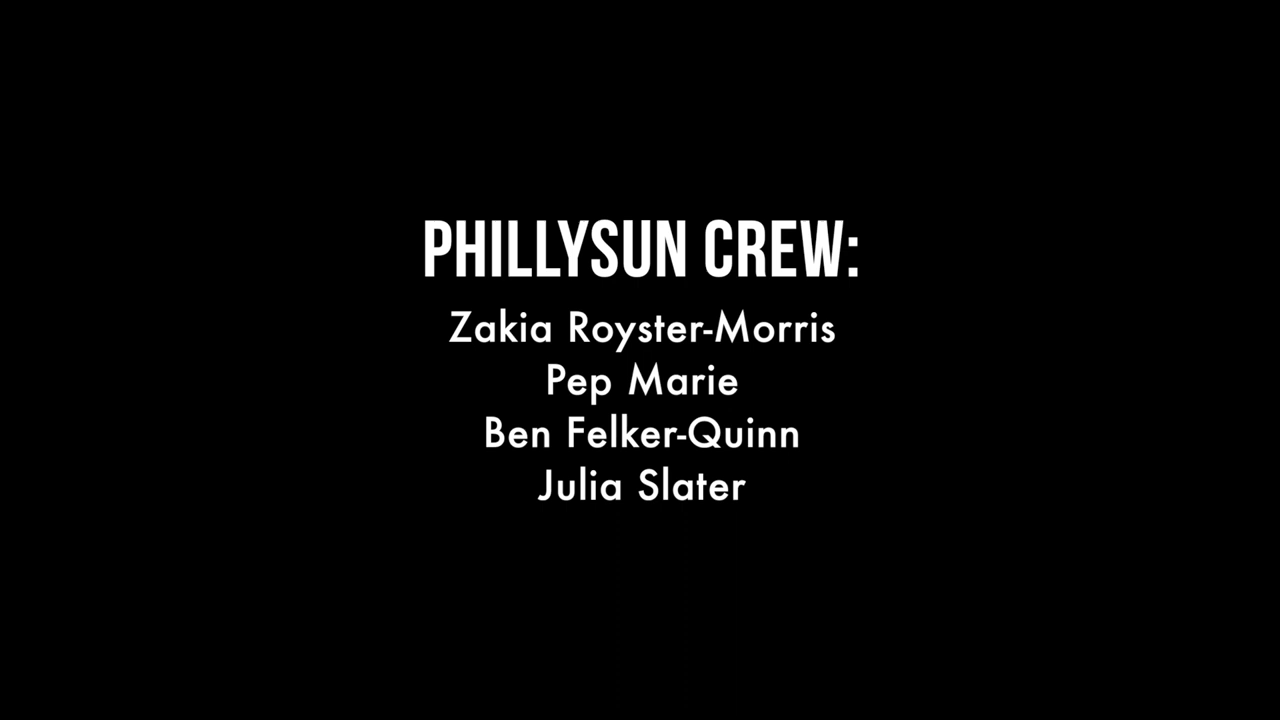 PHILLYSUN CREW:
Zakia Royster-Morris
Pep Marie
Ben Felker-Quinn
Julia Slater